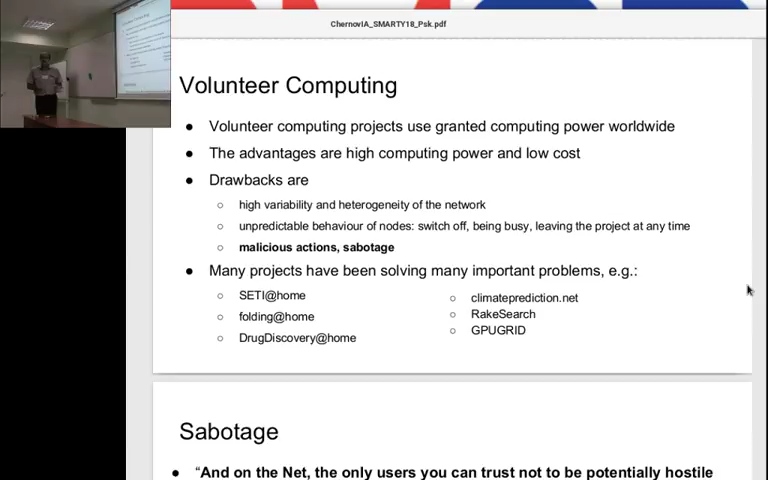 ChernovIA_SMARTY18_Psk.pdf
Volunteer Computing
● Volunteer computing projects use granted computing power worldwide
● The advantages are high computing power and low cost
● Drawbacks are
○ high variability and heterogeneity of the network
○ unpredictable behaviour of nodes: switch off, being busy, leaving the project at any time
○ malicious actions, sabotage
● Many projects have been solving many important problems, e.g.:
○ SETI@home
○ folding@home
○ DrugDiscovery@home
○ climateprediction.net
○ RakeSearch
○ GPUGRID
Sabotage
● “And on the Net, the only users you can trust not to be potentially hostile